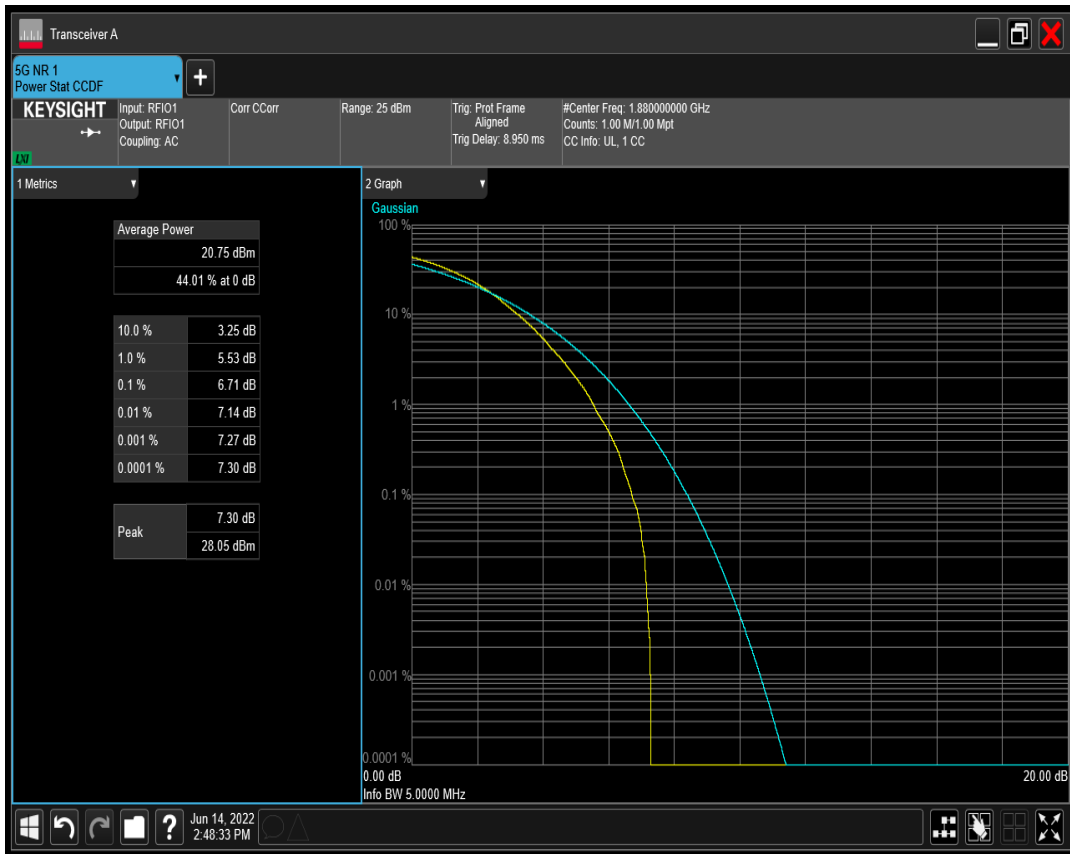 Transceiver A
5G NR 1
Power Stat CCDF
+
KEYSIGHT
LXI
Input: RFIO1
Output: RFIO1
Coupling: AC
Corr CCorr
Range: 25 dBm
Trig: Prot Frame
Aligned
Trig Delay: 8.950 ms
#Center Freq: 1.880000000 GHz
Counts: 1.00 M/1.00 Mpt
CC Info: UL, 1 CC
1 Metrics
Average Power
20.75 dBm
44.01 % at 0 dB
10.0 % 3.25 dB
1.0 % 5.53 dB
0.1 % 6.71 dB
0.01 % 7.14 dB
0.001 % 7.27 dB
0.0001 % 7.30 dB
Peak
7.30 dB
28.05 dBm
2 Graph
Gaussian
100 %
10 %
1 %
0.1 %
0.01 %
0.001 %
0.0001 %
0.00 dB 20.00 dB
Info BW 5.0000 MHz
?
Jun 14, 2022
2:48:33 PM